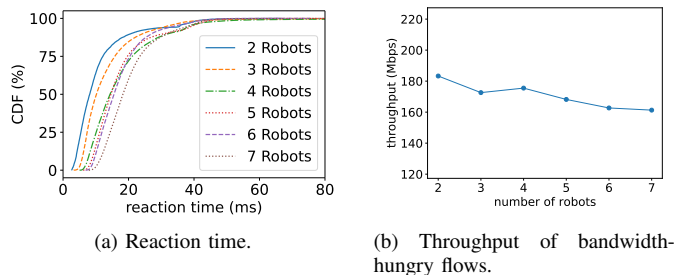 100
75
50
25
0
CDF (%)
0 20 40 60 80
reaction time (ms)
2 Robots
3 Robots
4 Robots
5 Robots
6 Robots
7 Robots
(a) Reaction time.
220
200
180
160
140
120
throughput (Mbps)
2 3 4 5 6 7
number of robots
(b) Throughput of bandwidth-
hungry flows.